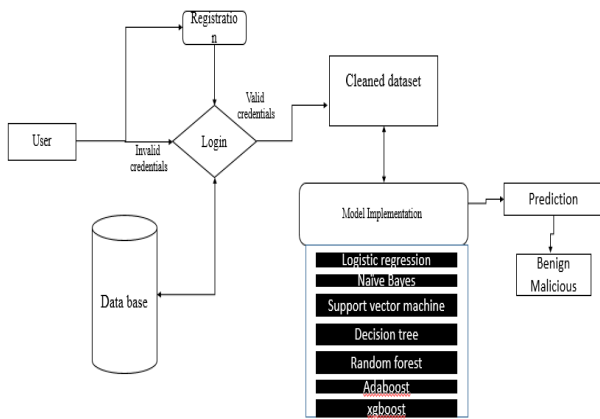 Registratio
n
Cleaned dataset
Valid
credentials
User
Login
Invalid
credentials
Model Implementation
Prediction
Benign
Malicious
Data base
Logistic regression
Naïve Bayes
Support vector machine
Decision tree
Random forest
Adaboost
xgboost